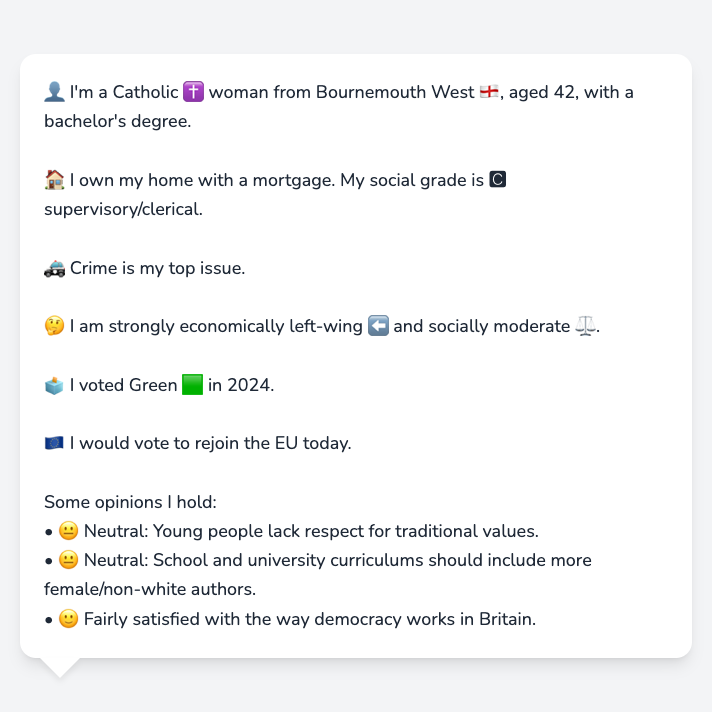 👤 I'm a Catholic ✝️ woman from Bournemouth West 🏴󠁧󠁢󠁥󠁮󠁧󠁿, aged 42, with a
bachelor's degree.
🏠 I own my home with a mortgage. My social grade is 🅲
supervisory/clerical.
🚓 Crime is my top issue.
🤔 I am strongly economically left-wing ⬅️ and socially moderate ⚖️.
🗳️ I voted Green 🟩 in 2024.
🇪🇺 I would vote to rejoin the EU today.
Some opinions I hold:
• 😐 Neutral: Young people lack respect for traditional values.
• 😐 Neutral: School and university curriculums should include more
female/non-white authors.
• 🙂 Fairly satisfied with the way democracy works in Britain.